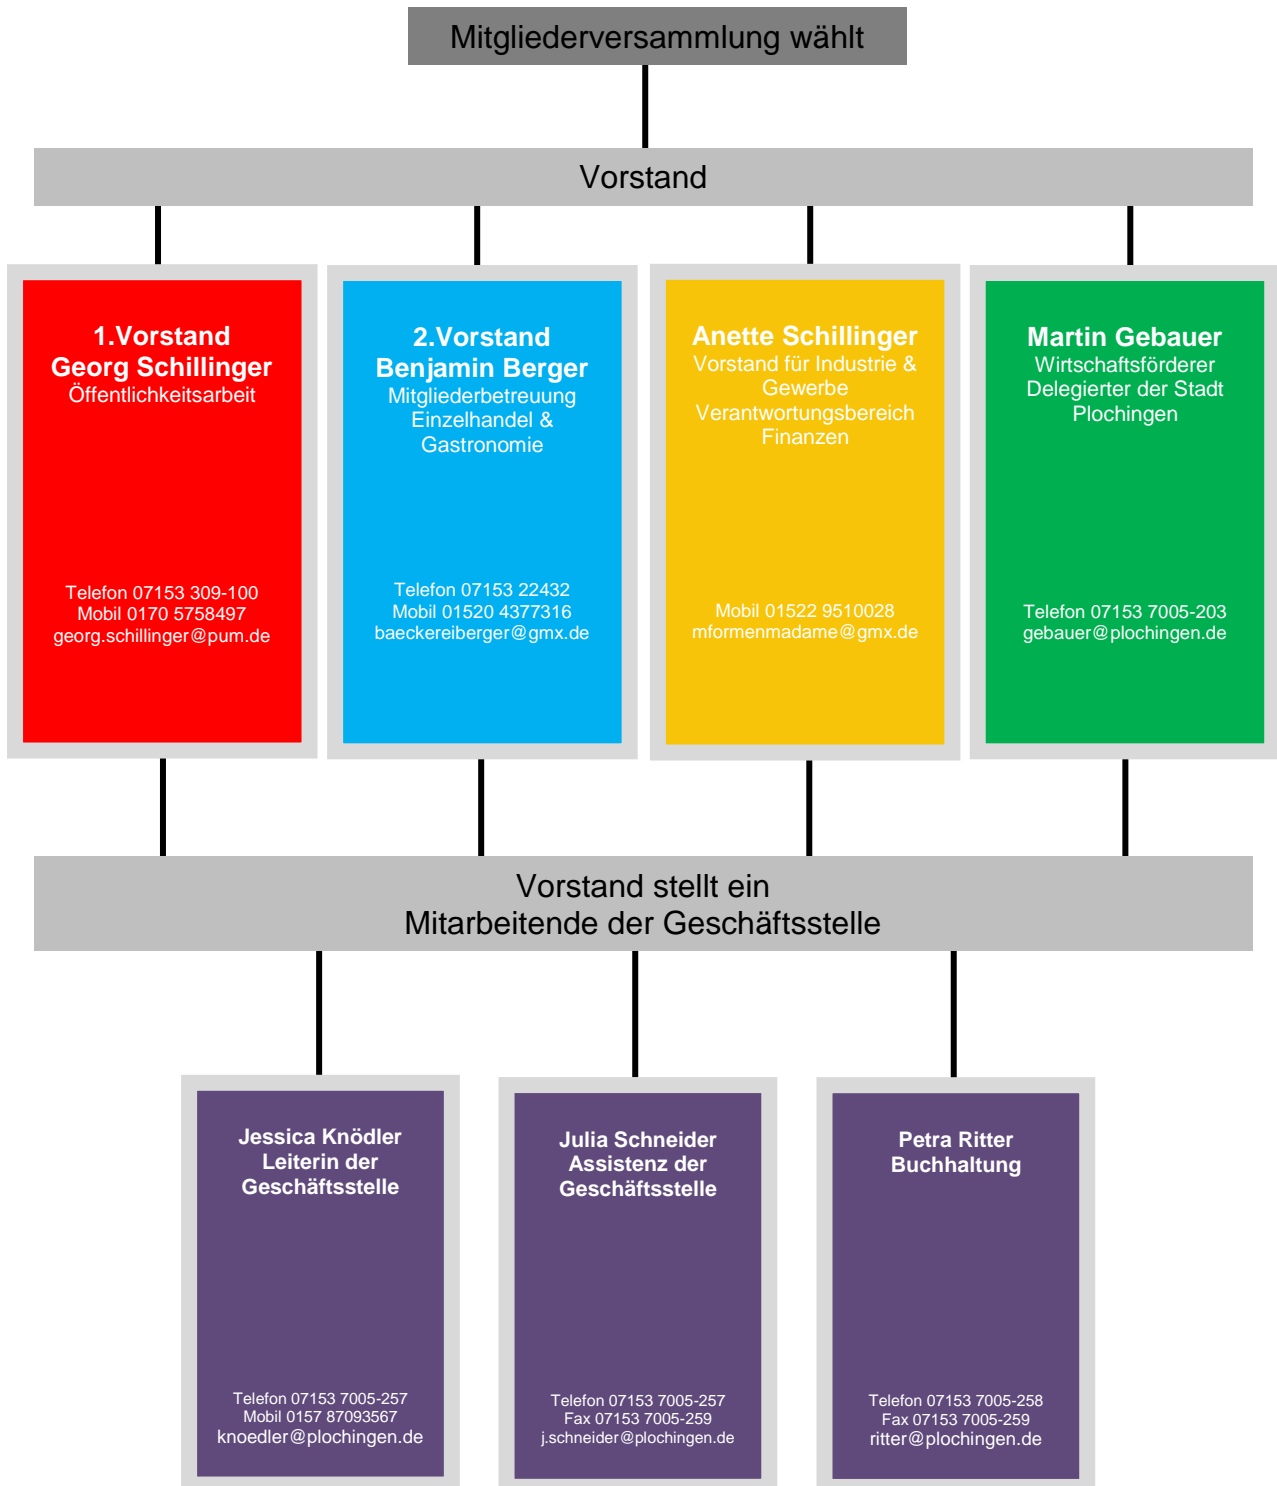 Mitgliederversammlung wählt
Vorstand
1.Vorstand
Georg Schillinger
Öffentlichkeitsarbeit
Telefon 07153 309-100
Mobil 0170 5758497
georg.schillinger@pum.de
2.Vorstand
Benjamin Berger
Mitgliederbetreuung
Einzelhandel &
Gastronomie
Telefon 07153 22432
Mobil 01520 4377316
baeckereiberger@gmx.de
Anette Schillinger
Vorstand für Industrie &
Gewerbe
Verantwortungsbereich
Finanzen
Mobil 01522 9510028
mformenmadame@gmx.de
Martin Gebauer
Wirtschaftsförderer
Delegierter der Stadt
Plochingen
Telefon 07153 7005-203
gebauer@plochingen.de
Vorstand stellt ein
Mitarbeitende der Geschäftsstelle
Jessica Knödler
Leiterin der
Geschäftsstelle
Telefon 07153 7005-257
Mobil 0157 87093567
knoedler@plochingen.de
Julia Schneider
Assistenz der
Geschäftsstelle
Telefon 07153 7005-257
Fax 07153 7005-259
j.schneider@plochingen.de
Petra Ritter
Buchhaltung
Telefon 07153 7005-258
Fax 07153 7005-259
ritter@plochingen.de